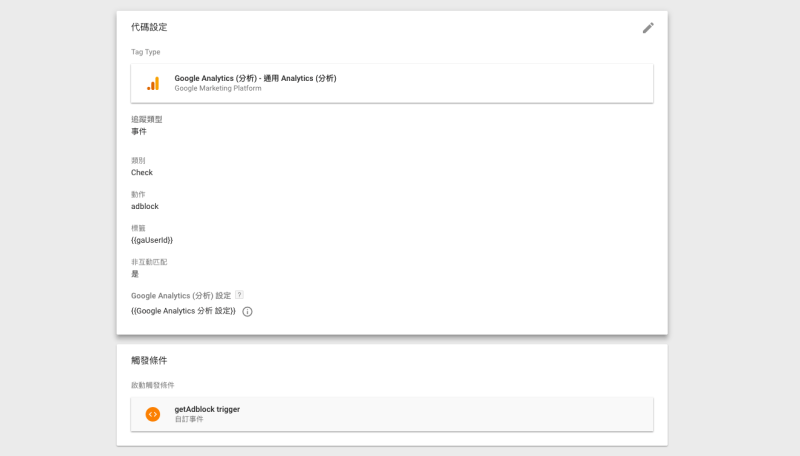 代碼設定
Tag Type
Google Analytics (分析) - 通用 Analytics (分析)
Google Marketing Platform
追蹤類型
事件
類別
Check
動作
adblock
標籤
{{gaUserId}}
非互動匹配
是
Google Analytics (分析) 設定 ?
{{Google Analytics 分析 設定}}
觸發條件
啟動觸發條件
getAdblock trigger
自訂事件